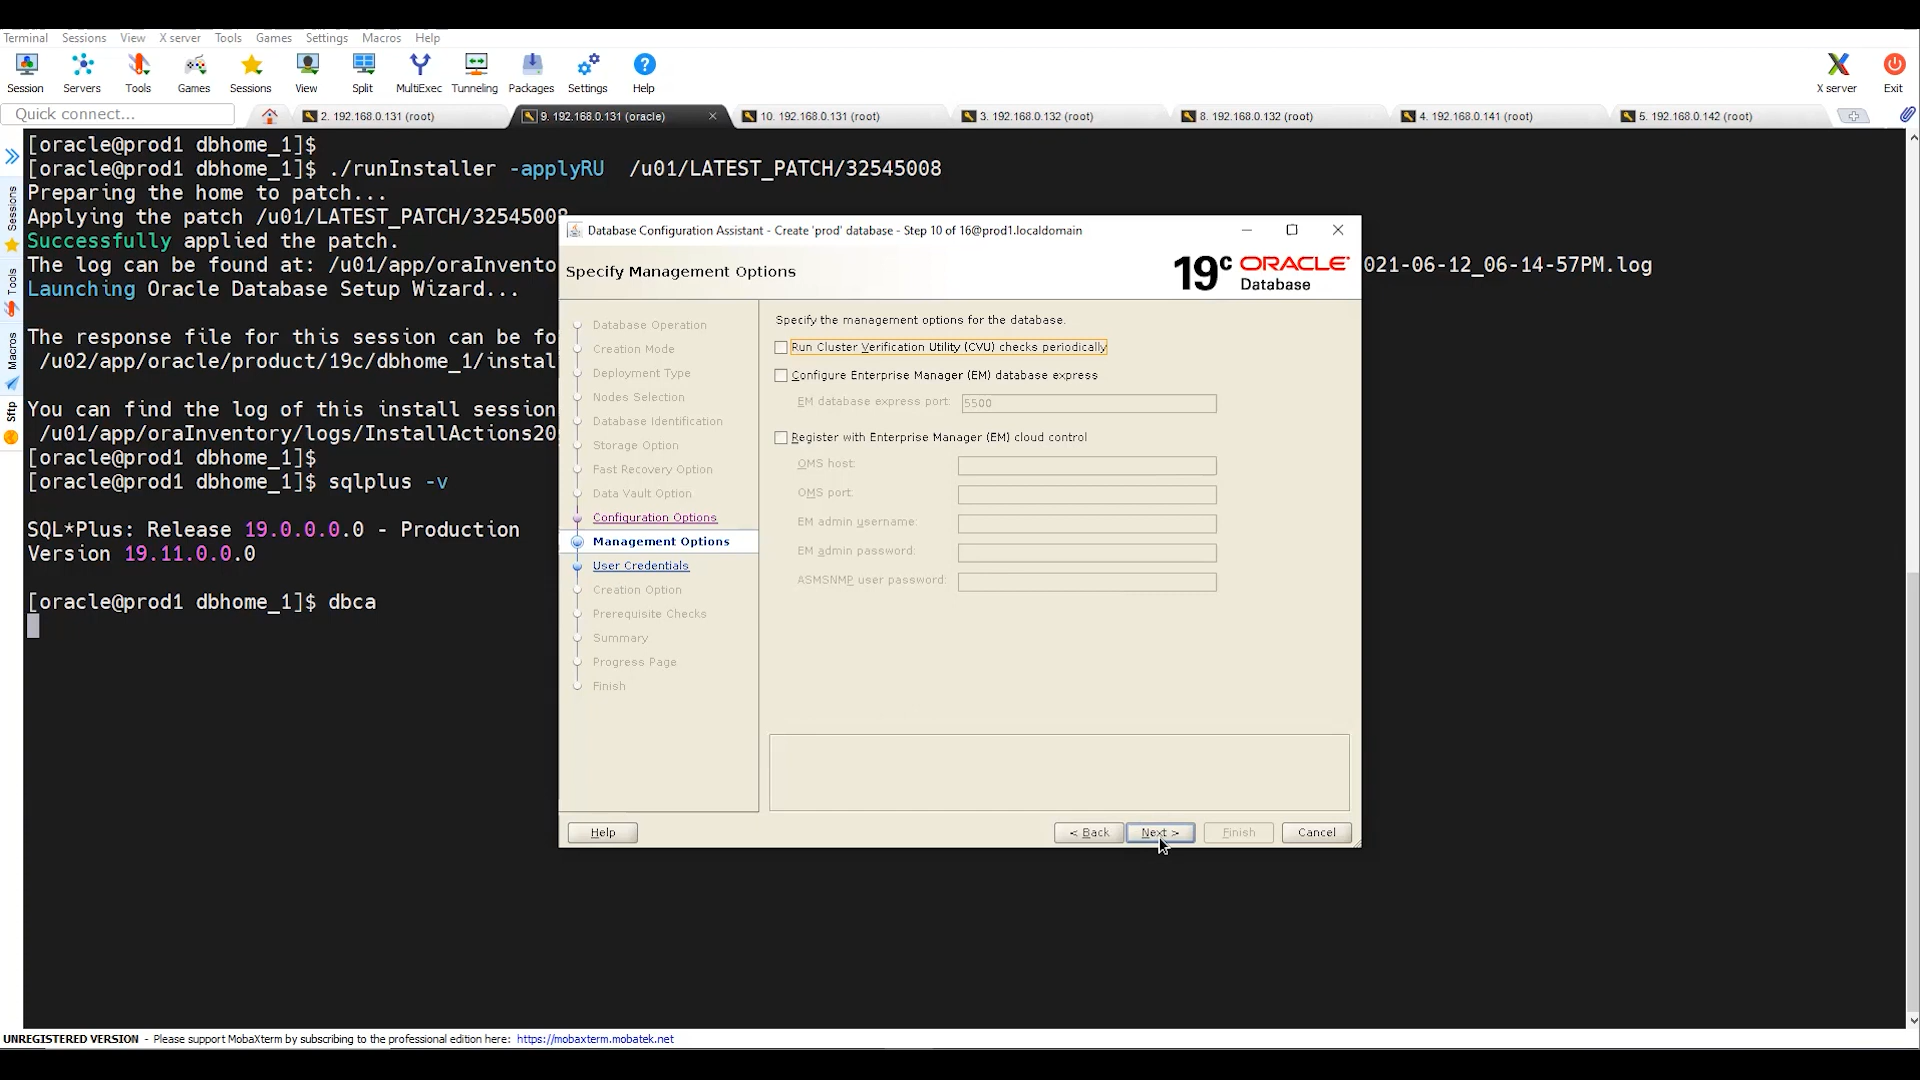 Terminal Sessions View X server Tools Games Settings Macros Help
Session Servers Tools Games Sessions View Split MultiExec Tunneling Packages Settings Help X server Exit
Quick connect... 2. 192.168.0.131 (root) 9. 192.168.0.131 (oracle) 10. 192.168.0.131 (root) 3. 192.168.0.132 (root) 8. 192.168.0.132 (root) 4. 192.168.0.141 (root) 5. 192.168.0.142 (root)
Sessions
Tools
Macros
Sftp
[oracle@prod1 dbhome_1]$
[oracle@prod1 dbhome_1]$ ./runInstaller -applyRU /u01/LATEST_PATCH/32545008
Preparing the home to patch...
Applying the patch /u01/LATEST_PATCH/32545008
Successfully applied the patch.
The log can be found at: /u01/app/oraInvento
021-06-12_06-14-57PM.log
Launching Oracle Database Setup Wizard...
The response file for this session can be fo
/u02/app/oracle/product/19c/dbhome_1/instal
You can find the log of this install session
/u01/app/oraInventory/logs/InstallActions20
[oracle@prod1 dbhome_1]$
[oracle@prod1 dbhome_1]$ sqlplus -v
SQL*Plus: Release 19.0.0.0.0 - Production
Version 19.11.0.0.0
[oracle@prod1 dbhome_1]$ dbca
Database Configuration Assistant - Create 'prod' database - Step 10 of 16@prod1.localdomain
Specify Management Options
19c ORACLE Database
Database Operation
Creation Mode
Deployment Type
Nodes Selection
Database Identification
Storage Option
Fast Recovery Option
Data Vault Option
Configuration Options
Management Options
User Credentials
Creation Option
Prerequisite Checks
Summary
Progress Page
Finish
Specify the management options for the database.
Run Cluster Verification Utility (CVU) checks periodically
Configure Enterprise Manager (EM) database express
EM database express port: 5500
Register with Enterprise Manager (EM) cloud control
OMS host:
OMS port:
EM admin username:
EM admin password:
ASMSNMP user password:
Help < Back Next > Finish Cancel
UNREGISTERED VERSION - Please support MobaXterm by subscribing to the professional edition here: https://mobaxterm.mobatek.net